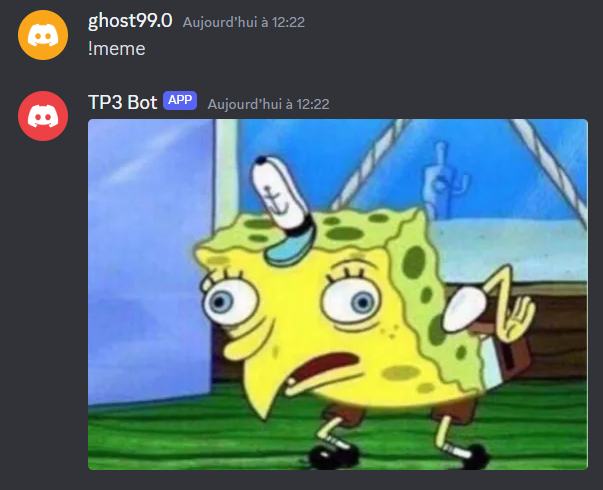 ghost99.0 Aujourd'hui à 12:22
!meme
TP3 Bot APP Aujourd'hui à 12:22